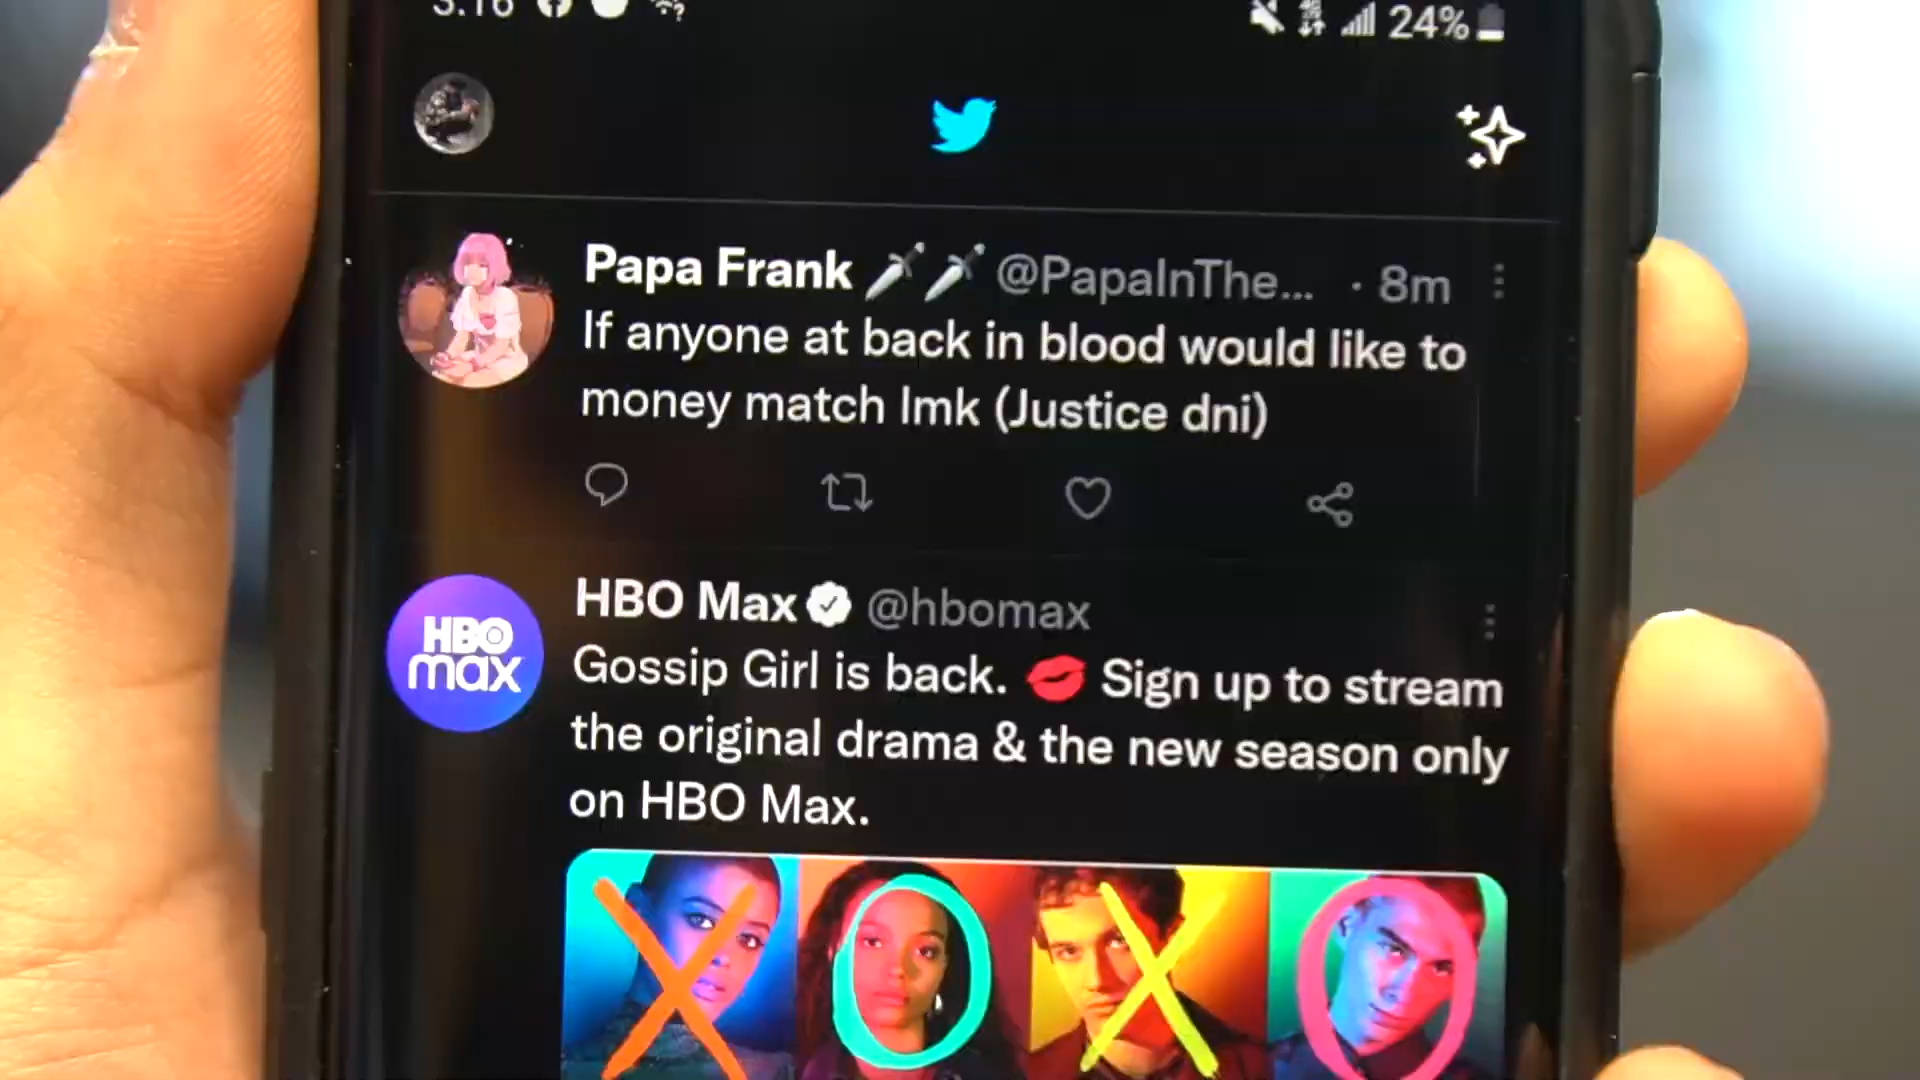 3:16
24%
Papa Frank 🗡️🗡️ @PapaInThe... · 8m
If anyone at back in blood would like to
money match lmk (Justice dni)
HBO Max @hbomax
HBO
max
Gossip Girl is back. 💋 Sign up to stream
the original drama & the new season only
on HBO Max.
X O X O